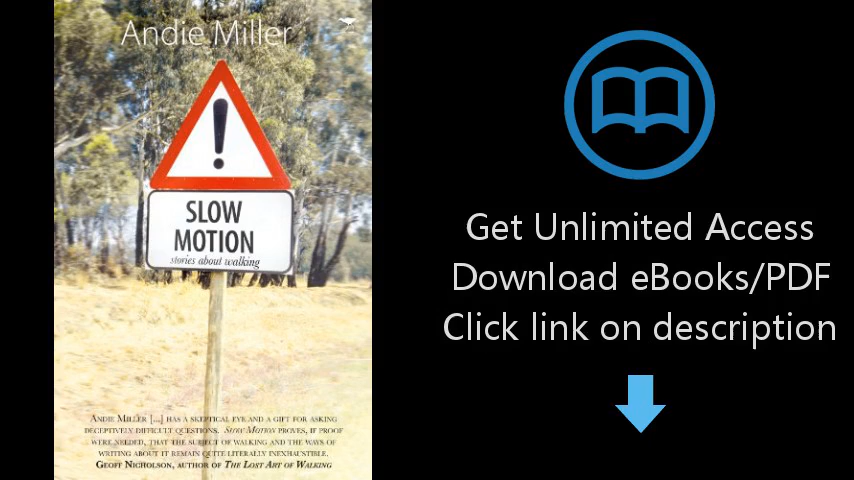 Andie Miller
SLOW
MOTION
stories about walking
Andie Miller [...] has a skeptical eye and a gift for asking
deceptively difficult questions. Slow Motion proves, if proof
were needed, that the subject of walking and the ways of
writing about it remain quite literally inexhaustible.
Geoff Nicholson, author of The Lost Art of Walking
Get Unlimited Access
Download eBooks/PDF
Click link on description